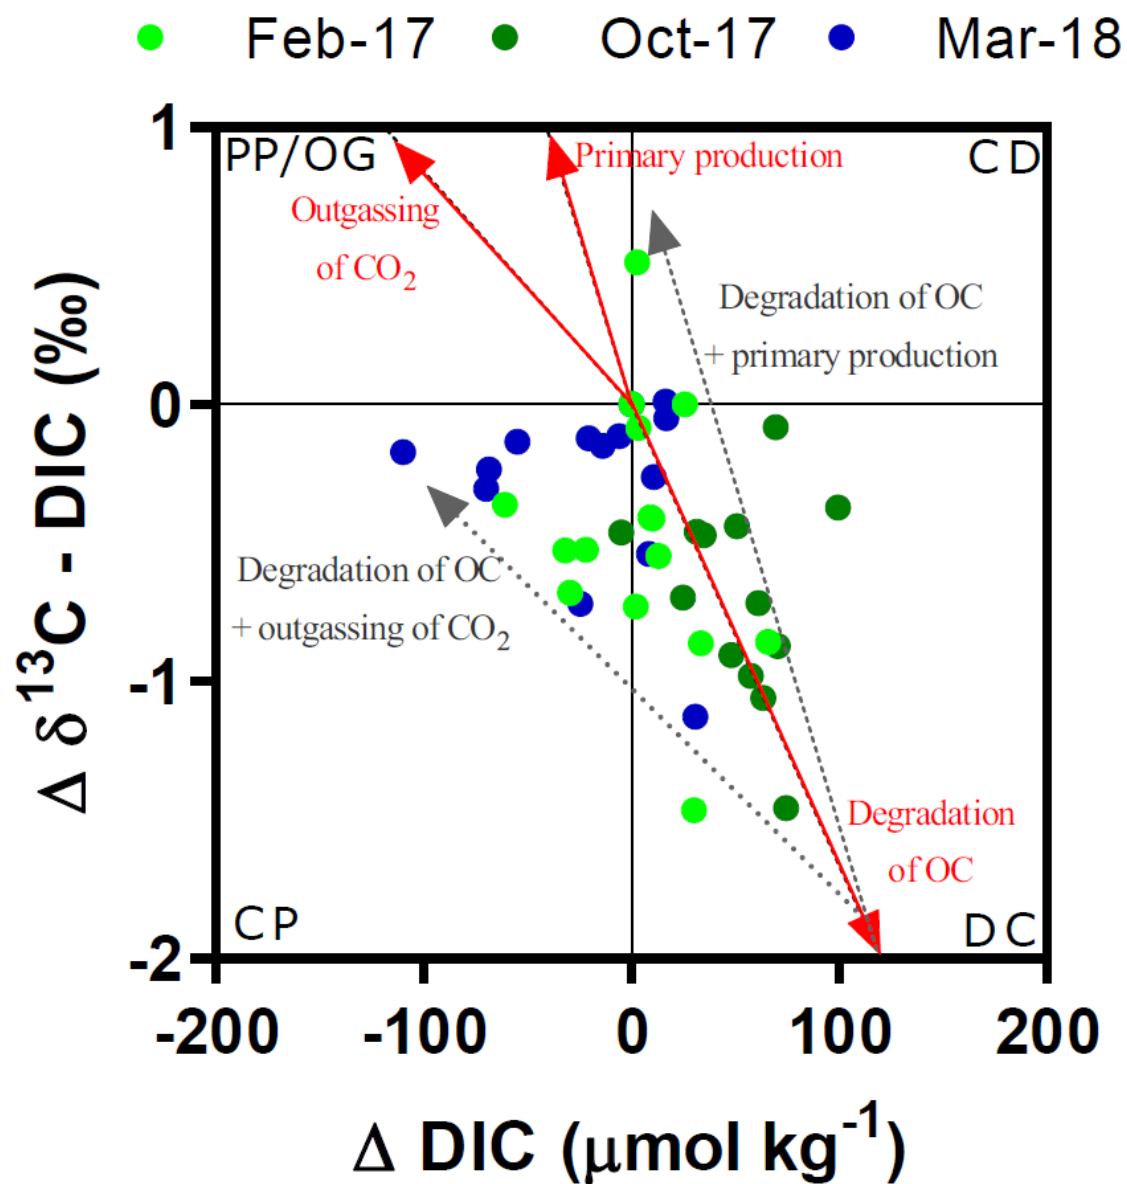 Feb-17 Oct-17 Mar-18
1
PP/OG
CD
Primary production
Outgassing
of CO₂
Degradation of OC
+ primary production
0
Δ δ¹³C - DIC (‰)
Degradation of OC
+ outgassing of CO₂
-1
Degradation
of OC
CP
DC
-2
-200 -100 0 100 200
Δ DIC (μmol kg⁻¹)